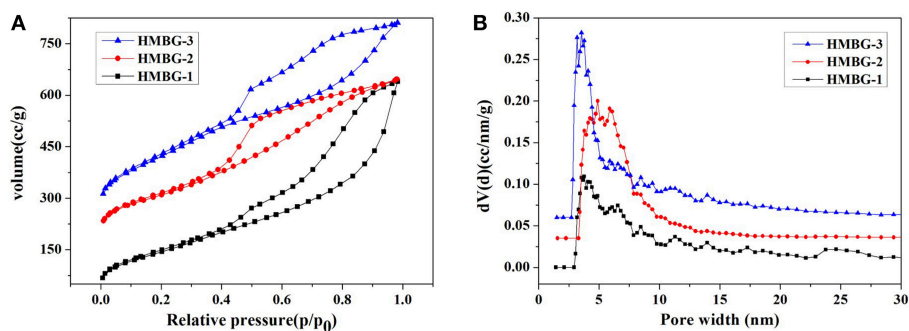 A
750
600
450
300
150
volume(cc/g)
HMBG-3
HMBG-2
HMBG-1
0.0 0.2 0.4 0.6 0.8 1.0
Relative pressure(p/p0)
B
0.30
0.25
0.20
0.15
0.10
0.05
0.00
dV(d)(cc/nm/g)
HMBG-3
HMBG-2
HMBG-1
0 5 10 15 20 25 30
Pore width (nm)